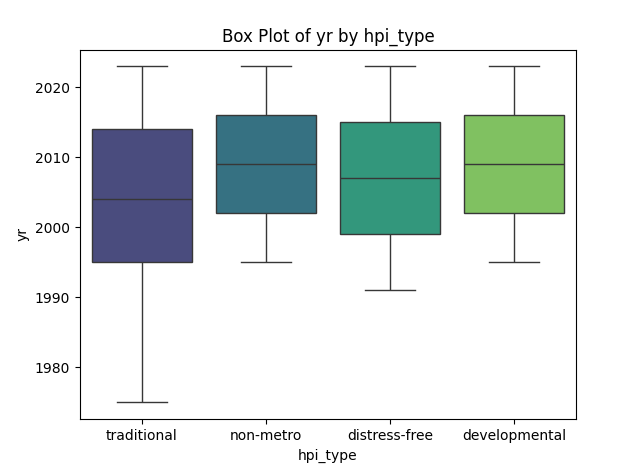 Box Plot of yr by hpi_type
yr
2020
2010
2000
1990
1980
traditional non-metro distress-free developmental
hpi_type